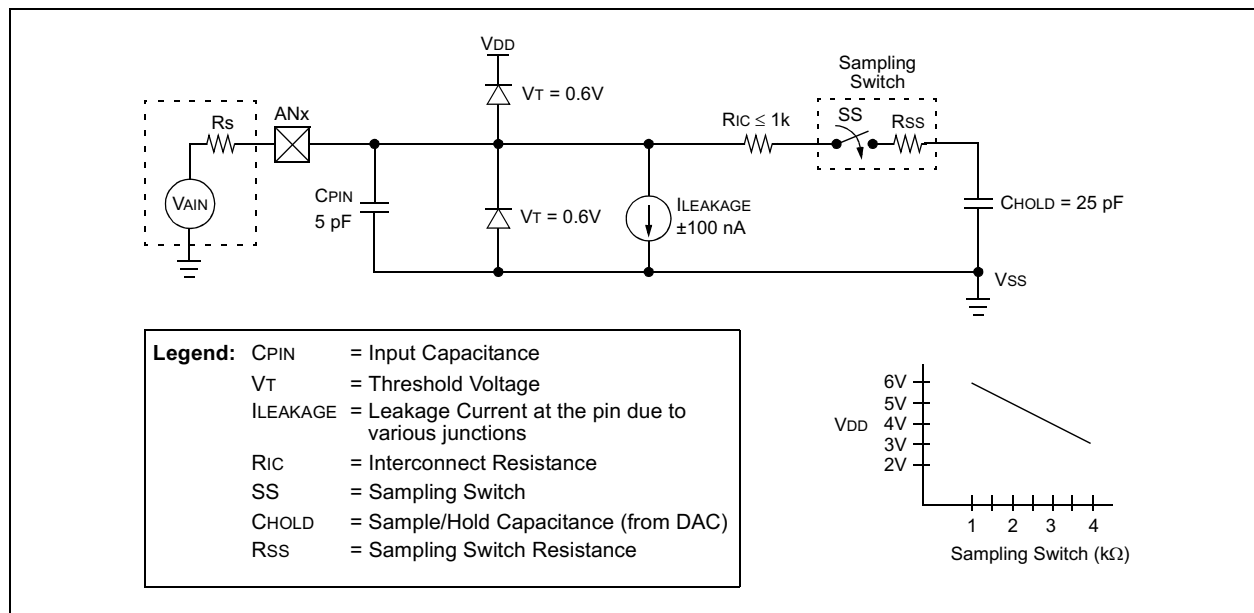 VDD
Sampling
Switch
VT = 0.6V
Rs
ANx
RIC ≤ 1k
SS
RSS
VAIN
CPIN
5 pF
VT = 0.6V
ILEAKAGE
±100 nA
CHOLD = 25 pF
VSS
Legend: CPIN = Input Capacitance
VT = Threshold Voltage
ILEAKAGE = Leakage Current at the pin due to
various junctions
RIC = Interconnect Resistance
SS = Sampling Switch
CHOLD = Sample/Hold Capacitance (from DAC)
RSS = Sampling Switch Resistance
6V
5V
VDD 4V
3V
2V
1 2 3 4
Sampling Switch (kΩ)